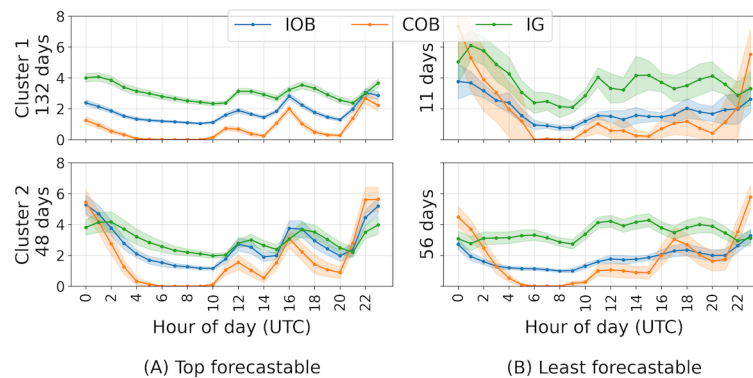 IOB COB IG
Cluster 1
132 days
8
6
4
2
0
11 days
Cluster 2
48 days
8
6
4
2
0
56 days
0 2 4 6 8 10 12 14 16 18 20 22
0 2 4 6 8 10 12 14 16 18 20 22
Hour of day (UTC)
Hour of day (UTC)
(A) Top forecastable
(B) Least forecastable